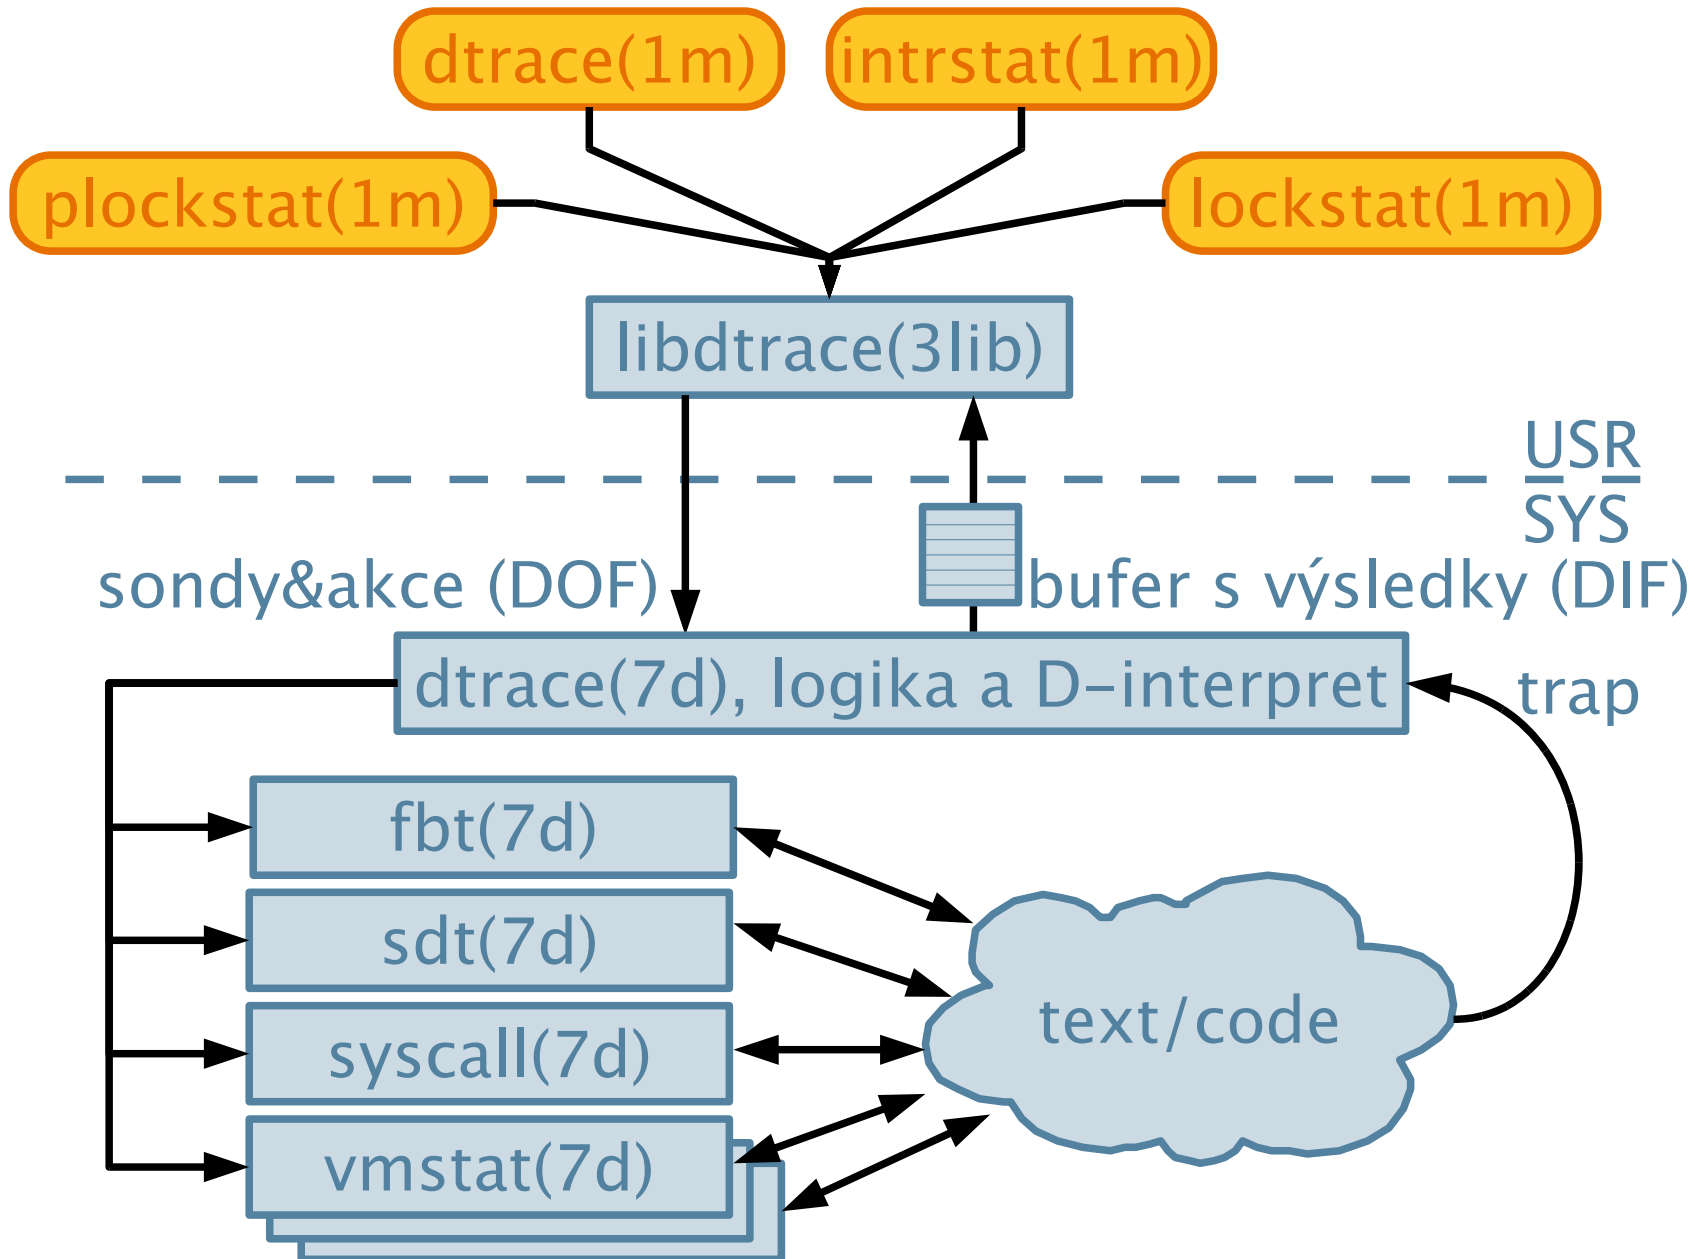 dtrace(1m)
intrstat(1m)
plockstat(1m)
lockstat(1m)
libdtrace(3lib)
USR
SYS
sondy&akce (DOF)
bufer s výsledky (DIF)
dtrace(7d), logika a D-interpret
trap
fbt(7d)
sdt(7d)
syscall(7d)
vmstat(7d)
text/code